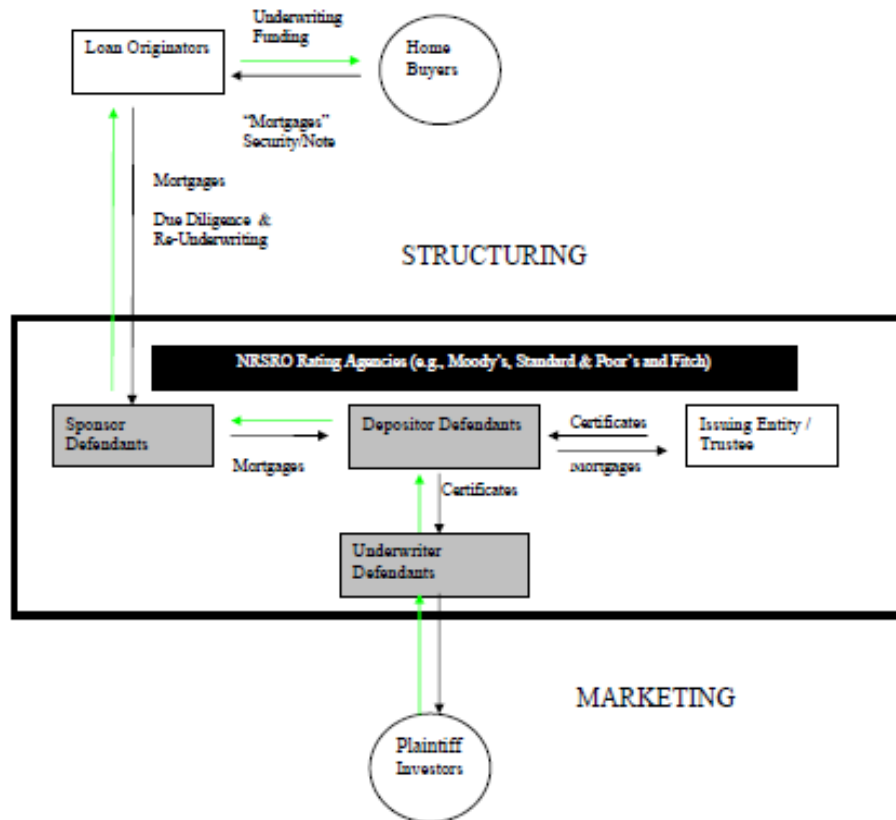 Underwriting
Funding
Loan Originators
Home
Buyers
“Mortgages”
Security/Note
Mortgages
Due Diligence &
Re-Underwriting
STRUCTURING
NRSRO Rating Agencies (e.g., Moody’s, Standard & Poor’s and Fitch)
Sponsor
Defendants
Mortgages
Depositor Defendants
Certificates
Mortgages
Issuing Entity /
Trustee
Certificates
Underwriter
Defendants
MARKETING
Plaintiff
Investors